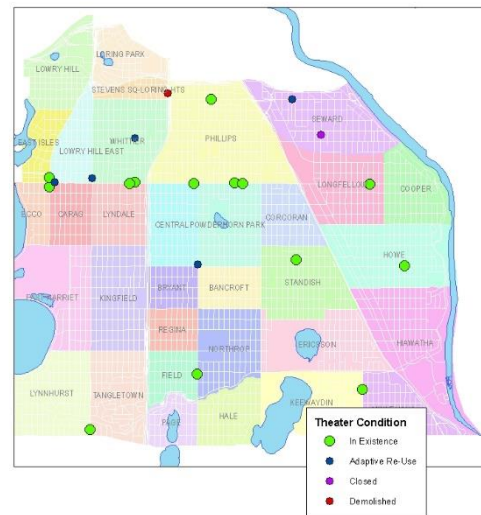 LORING PARK
LOWRY HILL
STEVENS SQ-LORING HTS
SEWARD
WHITTIER
PHILLIPS
EAST ISLES
LOWRY HILL EAST
LONGFELLOW
COOPER
ECCO
CARAG
LYNDALE
CORCORAN
CENTRAL
POWDERHORN PARK
HOWE
STANDISH
BRYANT
BANCROFT
KINGFIELD
REGINA
HIAWATHA
ERICSSON
NORTHROP
FIELD
LYNNHURST
TANGLETOWN
KEEWAYDIN
PAGE
HALE
Theater Condition
In Existence
Adaptive Re-Use
Closed
Demolished